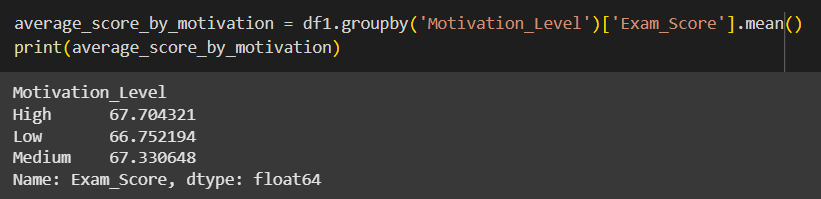 average_score_by_motivation = df1.groupby('Motivation_Level')['Exam_Score'].mean()
print(average_score_by_motivation)
Motivation_Level
High      67.704321
Low       66.752194
Medium    67.330648
Name: Exam_Score, dtype: float64